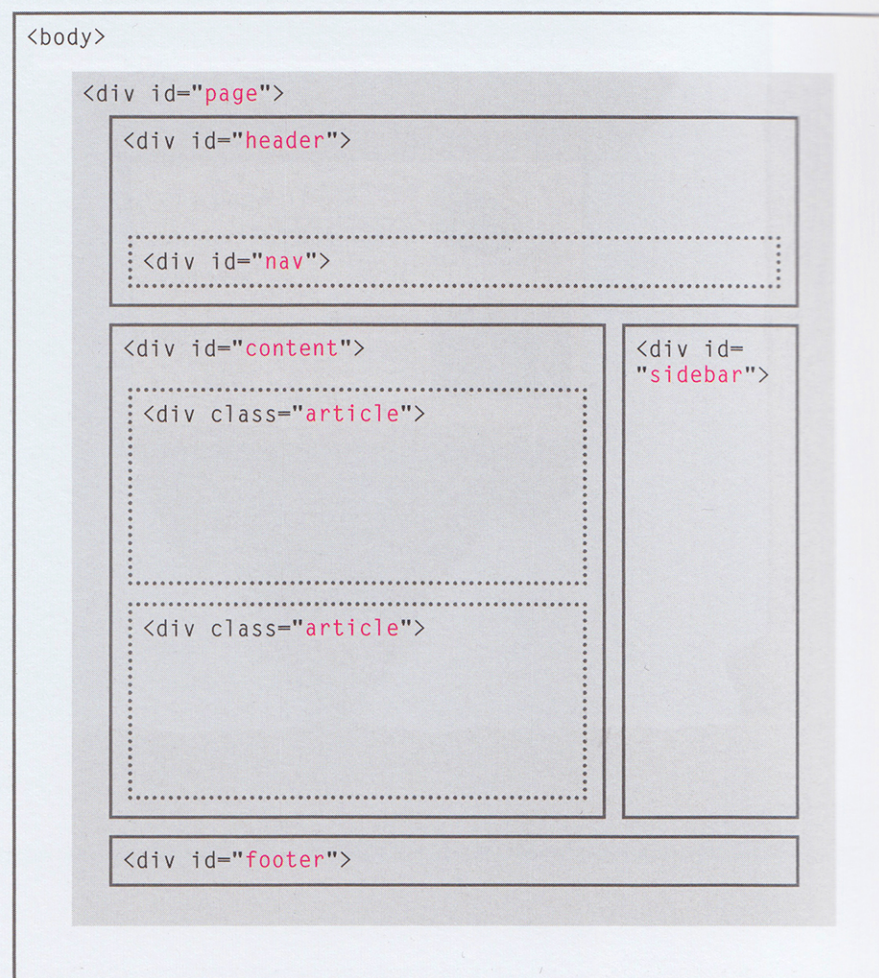 <body>
<div id="page">
<div id="header">
<div id="nav">
<div id="content">
<div id=
"sidebar">
<div class="article">
<div class="article">
<div id="footer">